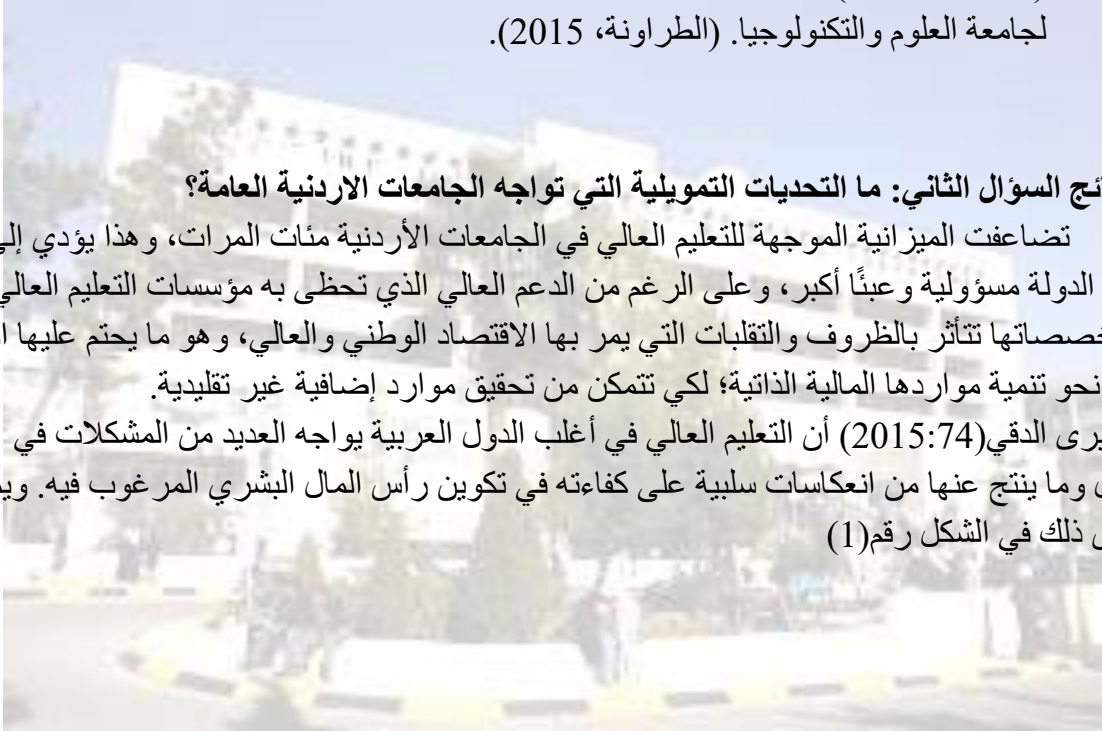 لجامعة العلوم والتكنولوجيا. (الطراونة، 2015).
السؤال الثاني: ما التحديات التمويلية التي تواجه الجامعات الاردنية العامة؟
تضاعفت الميزانية الموجهة للتعليم العالي في الجامعات الأردنية مئات المرات، وهذا يؤدي إلى
الدولة مسؤولية وعبئًا أكبر، وعلى الرغم من الدعم العالي الذي تحظى به مؤسسات التعليم العالي
تتأثر بالظروف والتقلبات التي يمر بها الاقتصاد الوطني والعالي، وهو ما يحتم عليها
نحو تنمية مواردها المالية الذاتية؛ لكي تتمكن من تحقيق موارد إضافية غير تقليدية.
يرى الدقي(2015:74) أن التعليم العالي في أغلب الدول العربية يواجه العديد من المشكلات في
وما ينتج عنها من انعكاسات سلبية على كفاءته في تكوين رأس المال البشري المرغوب فيه.
ذلك في الشكل رقم(1)